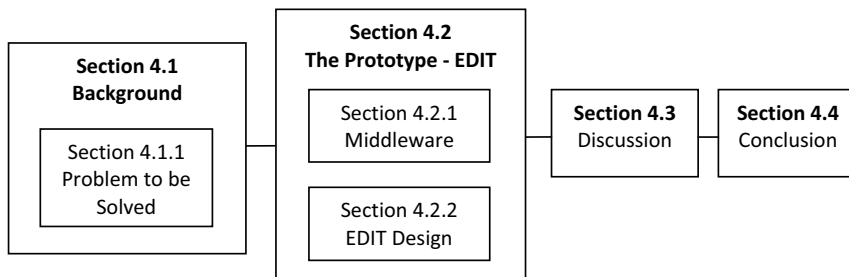 Section 4.1
Background
Section 4.1.1
Problem to be
Solved
Section 4.2
The Prototype - EDIT
Section 4.2.1
Middleware
Section 4.2.2
EDIT Design
Section 4.3
Discussion
Section 4.4
Conclusion